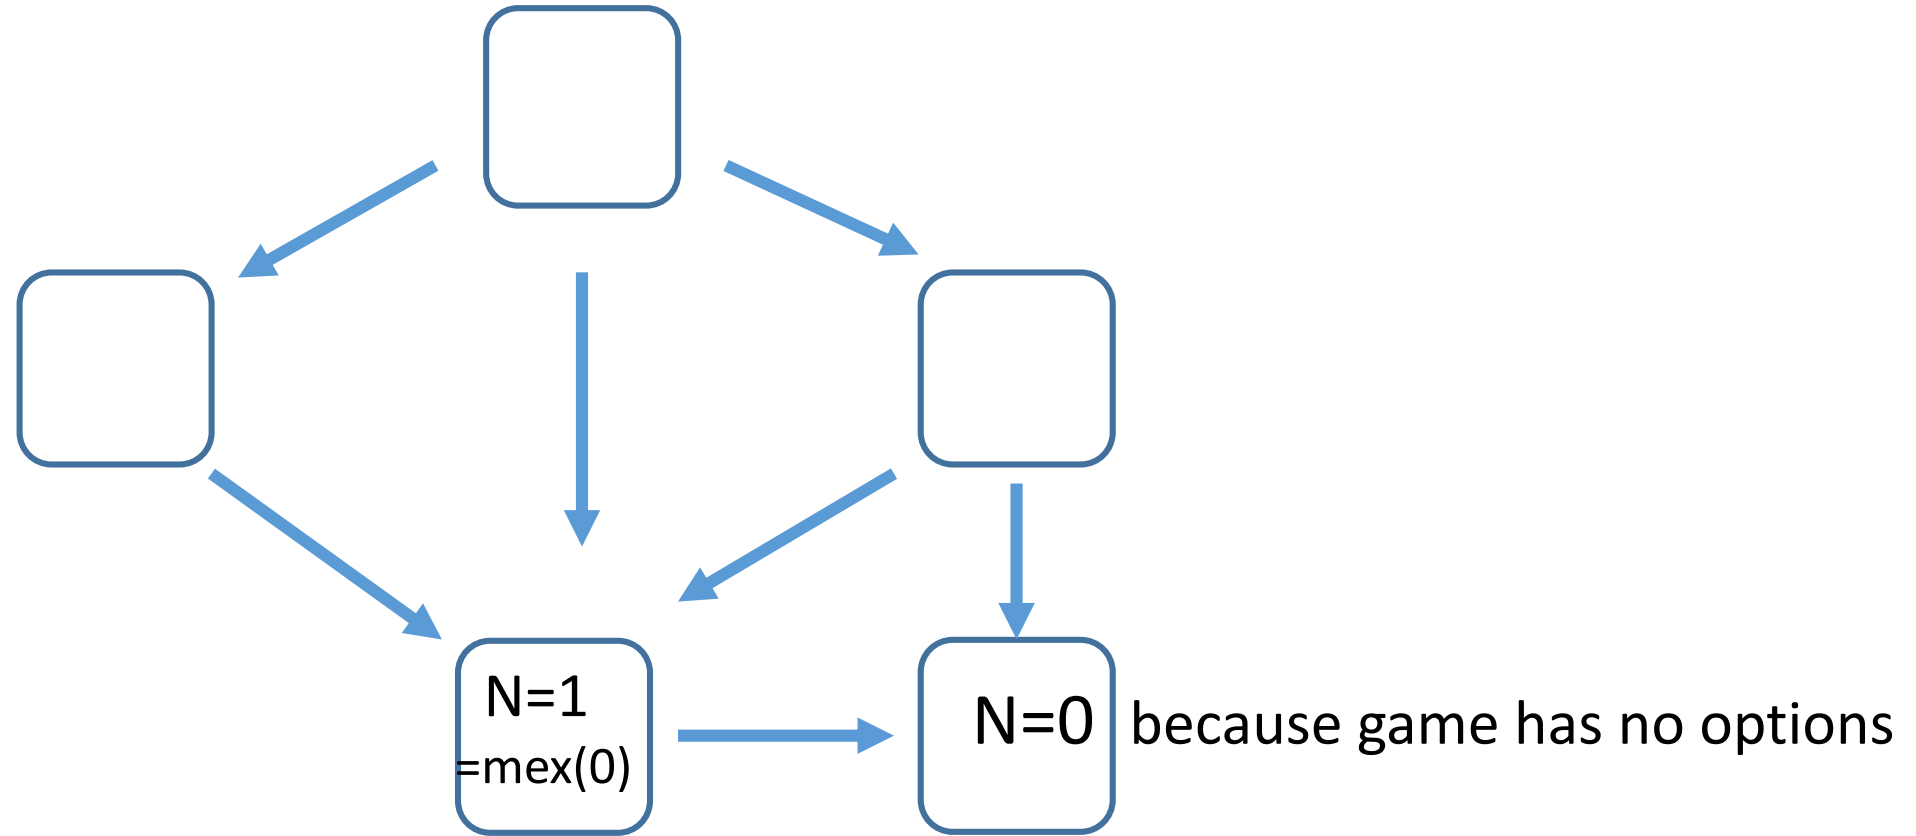 N=1
=mex(0)
N=0 because game has no options